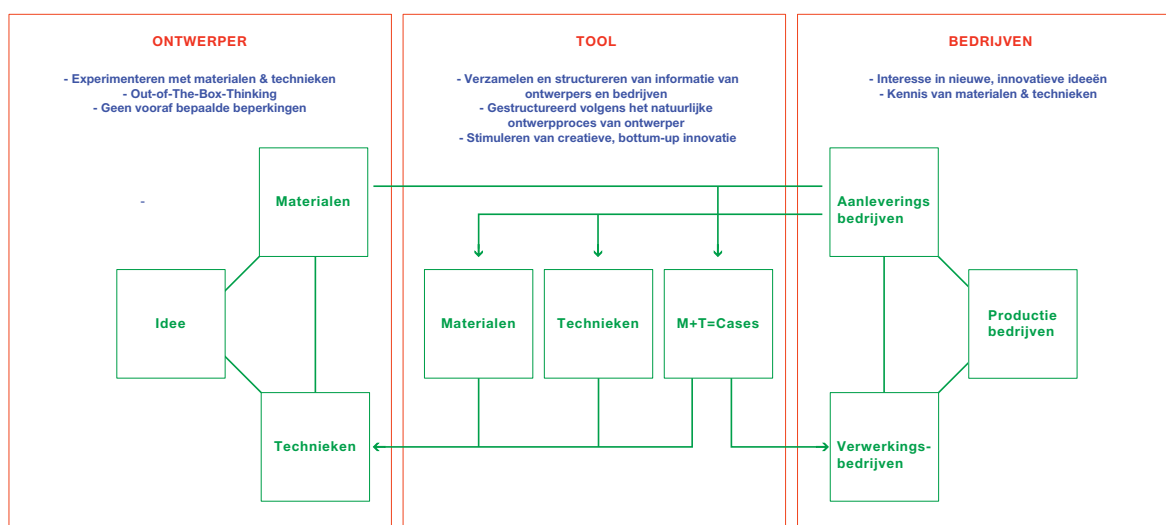 ONTWERPER
- Experimenteren met materialen & technieken
- Out-of-The-Box-Thinking
- Geen vooraf bepaalde beperkingen
-
Materialen
Idee
Technieken
TOOL
- Verzamelen en structureren van informatie van
ontwerpers en bedrijven
- Gestructureerd volgens het natuurlijke
ontwerpproces van ontwerper
- Stimuleren van creatieve, bottum-up innovatie
Materialen
Technieken
M+T=Cases
BEDRIJVEN
- Interesse in nieuwe, innovatieve ideeën
- Kennis van materialen & technieken
Aanleverings
bedrijven
Productie
bedrijven
Verwerkings-
bedrijven